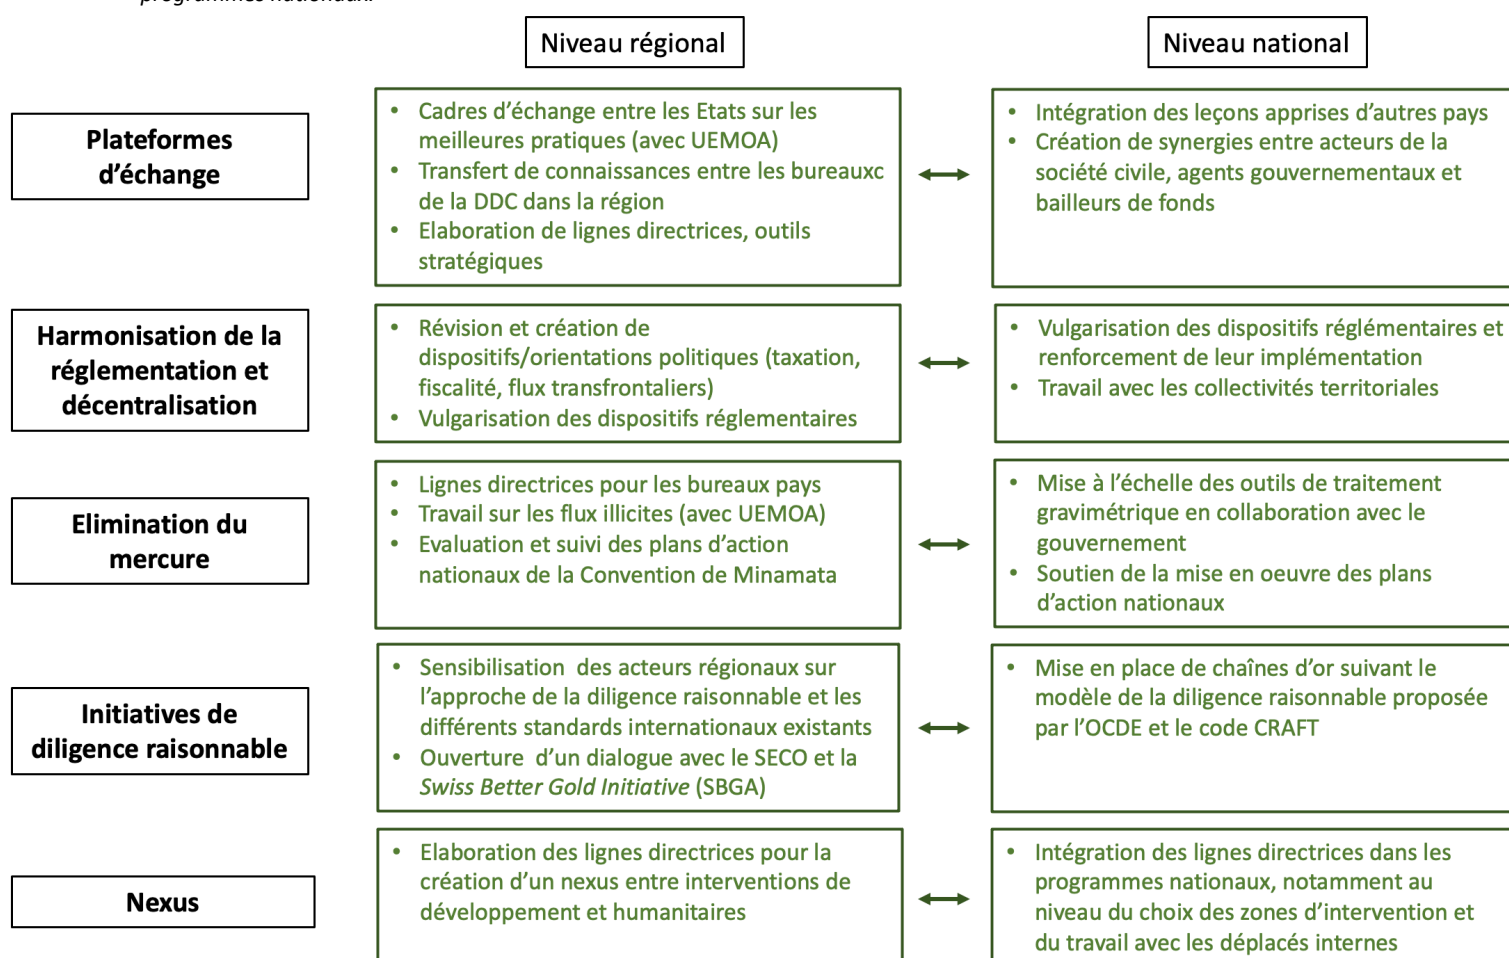 programmes nationaux.
Niveau régional
Niveau national
Plateformes
d’échange
• Cadres d’échange entre les Etats sur les
meilleures pratiques (avec UEMOA)
• Transfert de connaissances entre les bureauxc
de la DDC dans la région
• Elaboration de lignes directrices, outils
stratégiques
• Intégration des leçons apprises d’autres pays
• Création de synergies entre acteurs de la
société civile, agents gouvernementaux et
bailleurs de fonds
Harmonisation de la
réglementation et
décentralisation
• Révision et création de
dispositifs/orientations politiques (taxation,
fiscalité, flux transfrontaliers)
• Vulgarisation des dispositifs réglementaires
• Vulgarisation des dispositifs réglémentaires et
renforcement de leur implémentation
• Travail avec les collectivités territoriales
Elimination du
mercure
• Lignes directrices pour les bureaux pays
• Travail sur les flux illicites (avec UEMOA)
• Evaluation et suivi des plans d’action
nationaux de la Convention de Minamata
• Mise à l’échelle des outils de traitement
gravimétrique en collaboration avec le
gouvernement
• Soutien de la mise en oeuvre des plans
d’action nationaux
Initiatives de
diligence raisonnable
• Sensibilisation des acteurs régionaux sur
l’approche de la diligence raisonnable et les
différents standards internationaux existants
• Ouverture d’un dialogue avec le SECO et la
Swiss Better Gold Initiative (SBGA)
• Mise en place de chaînes d’or suivant le
modèle de la diligence raisonnable proposée
par l’OCDE et le code CRAFT
Nexus
• Elaboration des lignes directrices pour la
création d’un nexus entre interventions de
développement et humanitaires
• Intégration des lignes directrices dans les
programmes nationaux, notamment au
niveau du choix des zones d’intervention et
du travail avec les déplacés internes